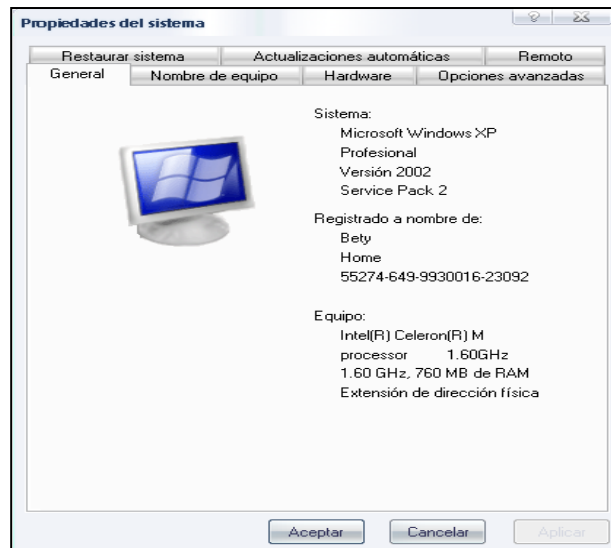 Propiedades del sistema
Restaurar sistema Actualizaciones automáticas Remoto
General Nombre de equipo Hardware Opciones avanzadas
Sistema:
Microsoft Windows XP
Profesional
Versión 2002
Service Pack 2
Registrado a nombre de:
Bety
Home
55274-649-9930016-23092
Equipo:
Intel(R) Celeron(R) M
processor 1.60GHz
1.60 GHz, 760 MB de RAM
Extensión de dirección física
Aceptar Cancelar Aplicar